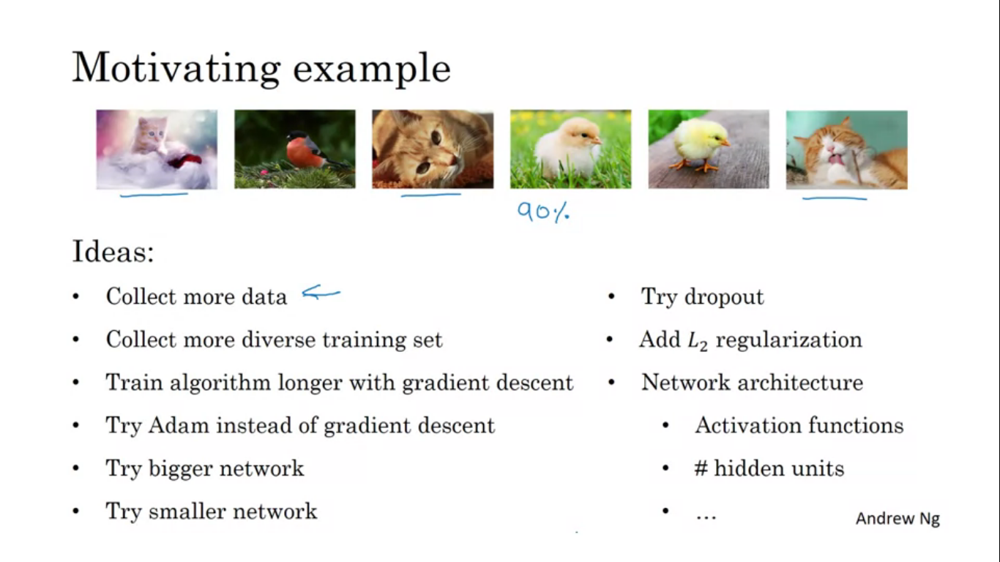 Motivating example
90%
Ideas:
• Collect more data
• Collect more diverse training set
• Train algorithm longer with gradient descent
• Try Adam instead of gradient descent
• Try bigger network
• Try smaller network
• Try dropout
• Add L₂ regularization
• Network architecture
• Activation functions
• # hidden units
• ...
Andrew Ng